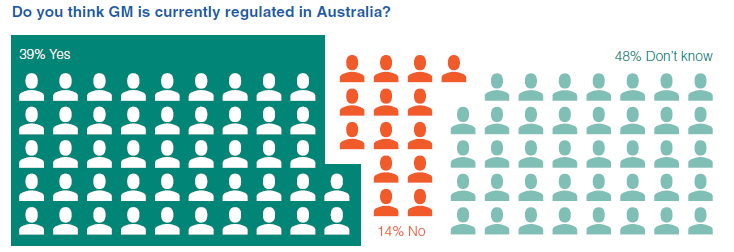 Do you think GM is currently regulated in Australia?
39% Yes
48% Don't know
14% No